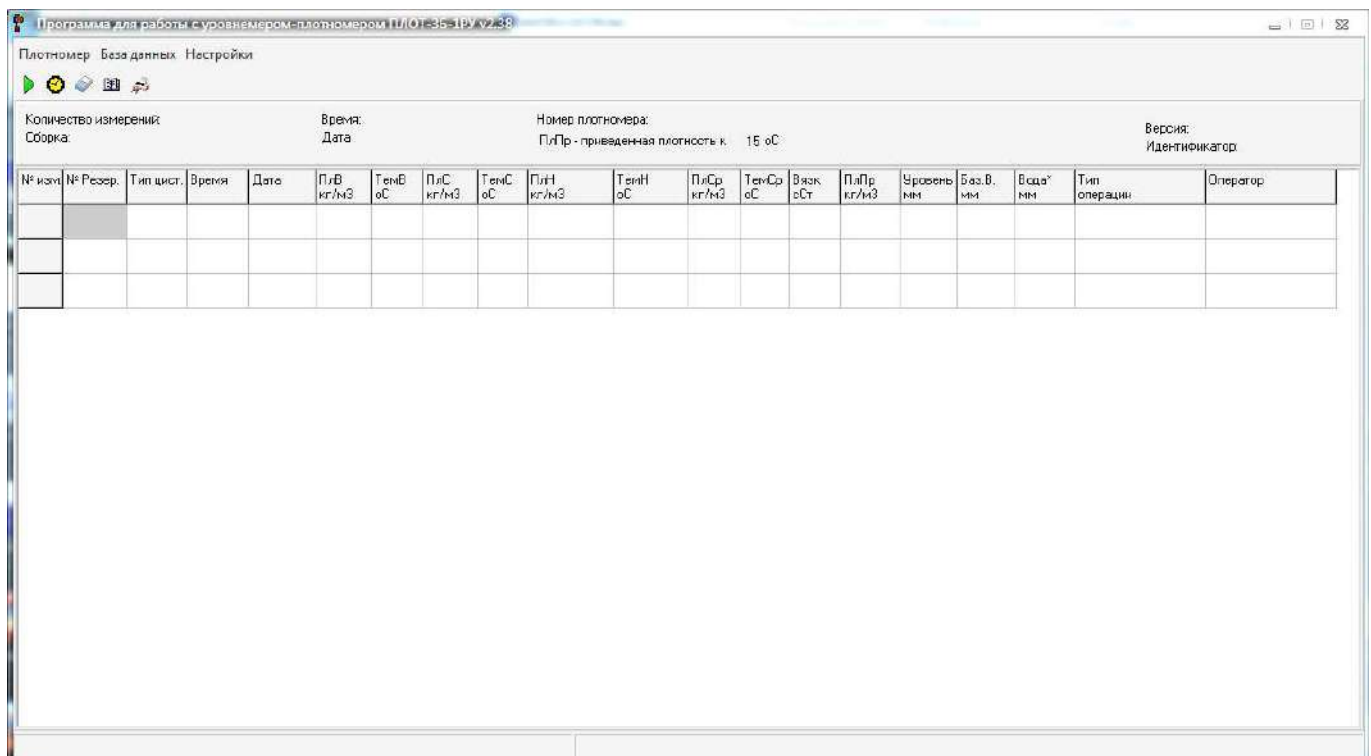 Программа для работы с уровнемером-плотномером ПЛОТ-3Б-1РУ v2.38
Плотномер База данных Настройки
Количество измерений: Время: Номер плотномера: Версия:
Сборка: Дата ПлПр - приведенная плотность к 15 оС Идентификатор:
№ изм № Резер. Тип цист. Время Дата ПлВ ТемВ ПлС ТемС ПлН ТемН ПлСр ТемСр Вязк ПлПр Уровень Баз.В. Вода* Тип Оператор
кг/м3 оС кг/м3 оС кг/м3 оС кг/м3 оС сСт кг/м3 мм мм мм операции